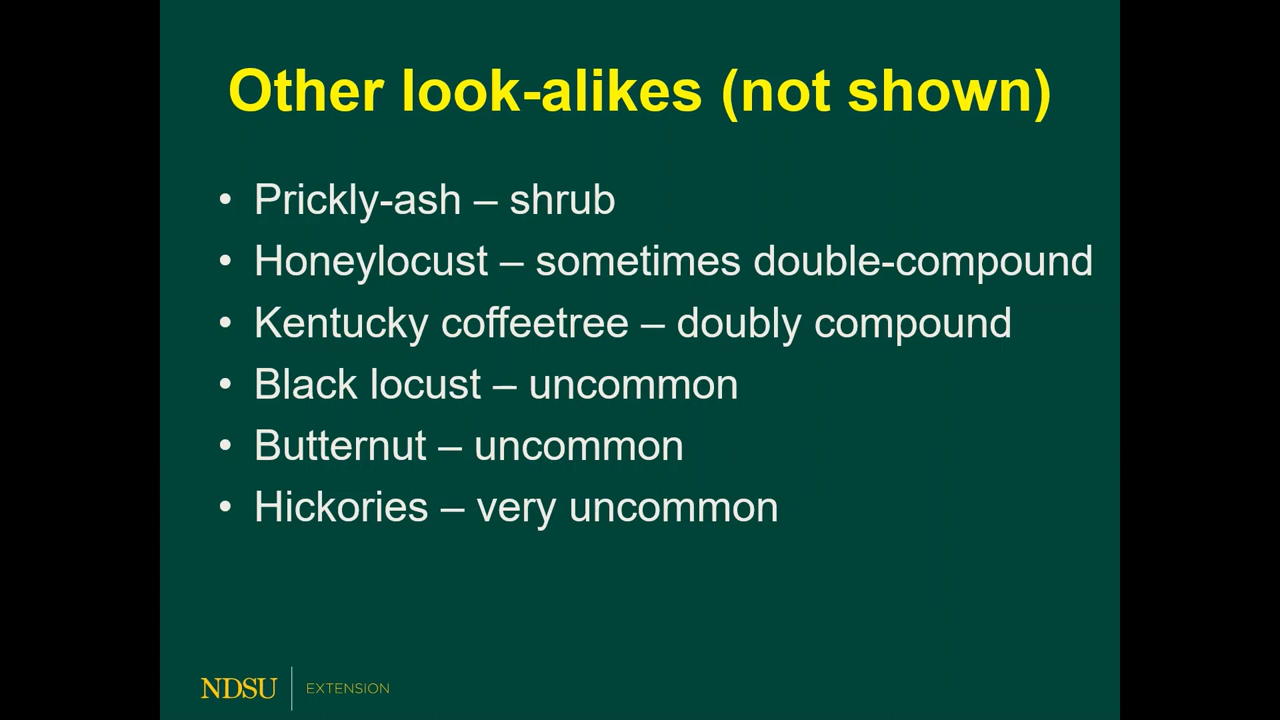 Other look-alikes (not shown)
• Prickly-ash – shrub
• Honeylocust – sometimes double-compound
• Kentucky coffeetree – doubly compound
• Black locust – uncommon
• Butternut – uncommon
• Hickories – very uncommon
NDSU | EXTENSION